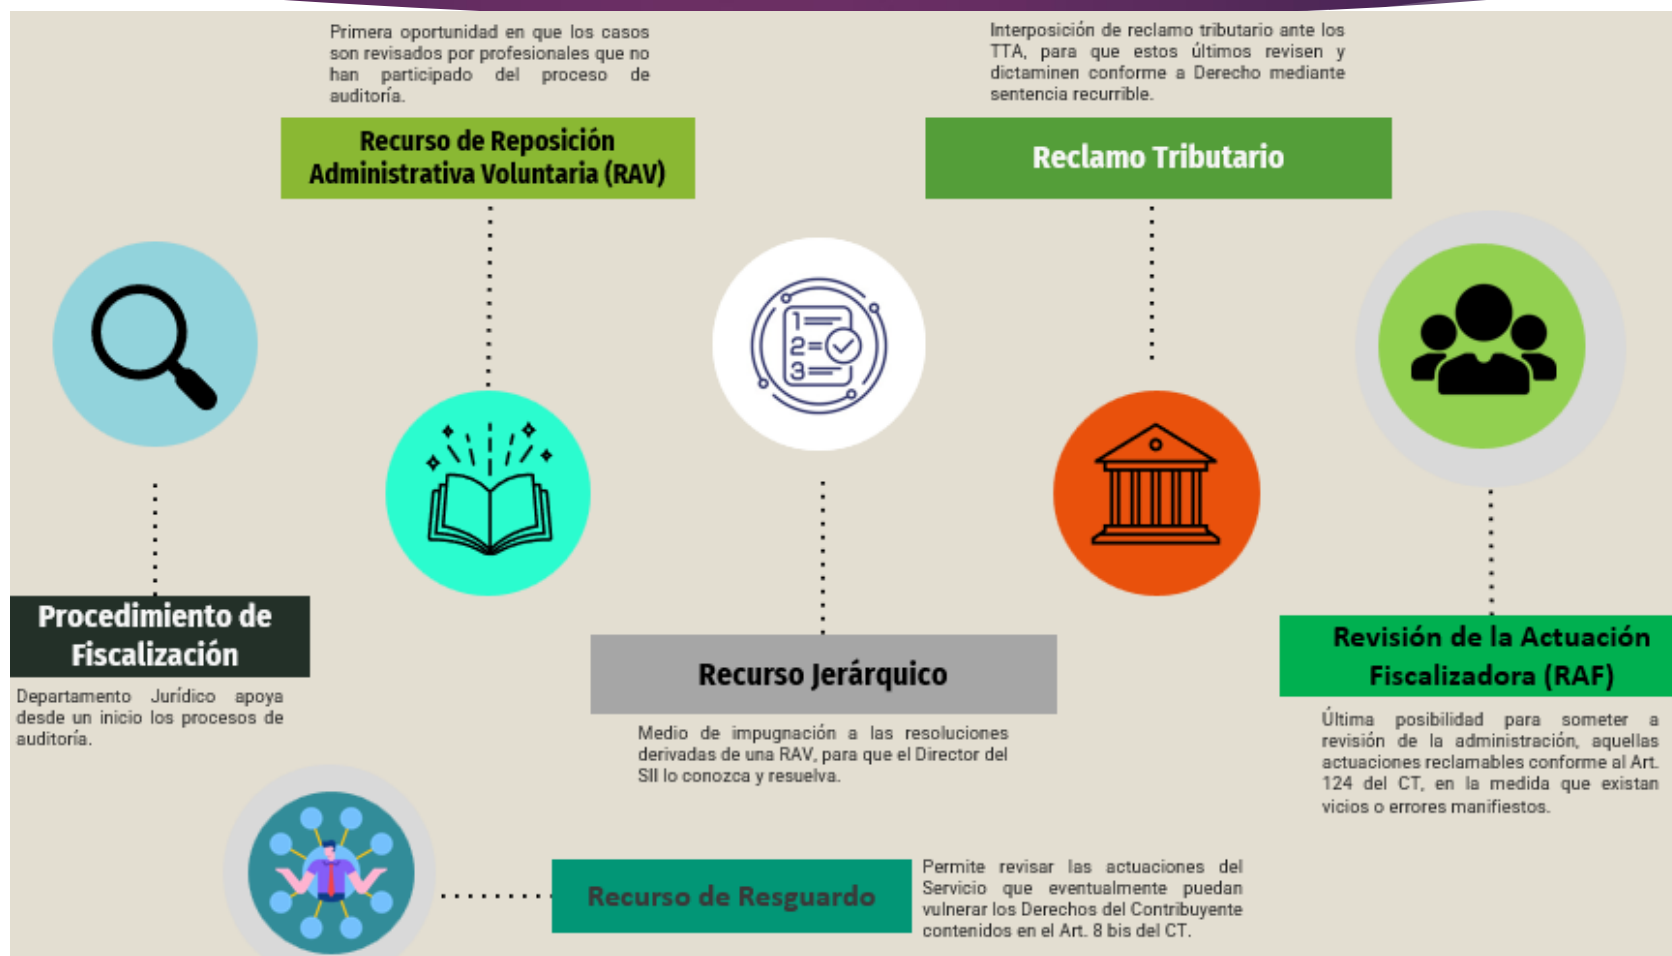 Primera oportunidad en que los casos
son revisados por profesionales que no
han participado del proceso de
auditoría.
Recurso de Reposición
Administrativa Voluntaria (RAV)
Interposición de reclamo tributario ante los
TTA, para que estos últimos revisen y
dictaminen conforme a Derecho mediante
sentencia recurrible.
Reclamo Tributario
1
2
3
Procedimiento de
Fiscalización
Departamento Jurídico apoya
desde un inicio los procesos de
auditoría.
Recurso Jerárquico
Medio de impugnación a las resoluciones
derivadas de una RAV, para que el Director del
SII lo conozca y resuelva.
Revisión de la Actuación
Fiscalizadora (RAF)
Última posibilidad para someter a
revisión de la administración, aquellas
actuaciones reclamables conforme al Art.
124 del CT, en la medida que existan
vicios o errores manifiestos.
Recurso de Resguardo
Permite revisar las actuaciones del
Servicio que eventualmente puedan
vulnerar los Derechos del Contribuyente
contenidos en el Art. 8 bis del CT.